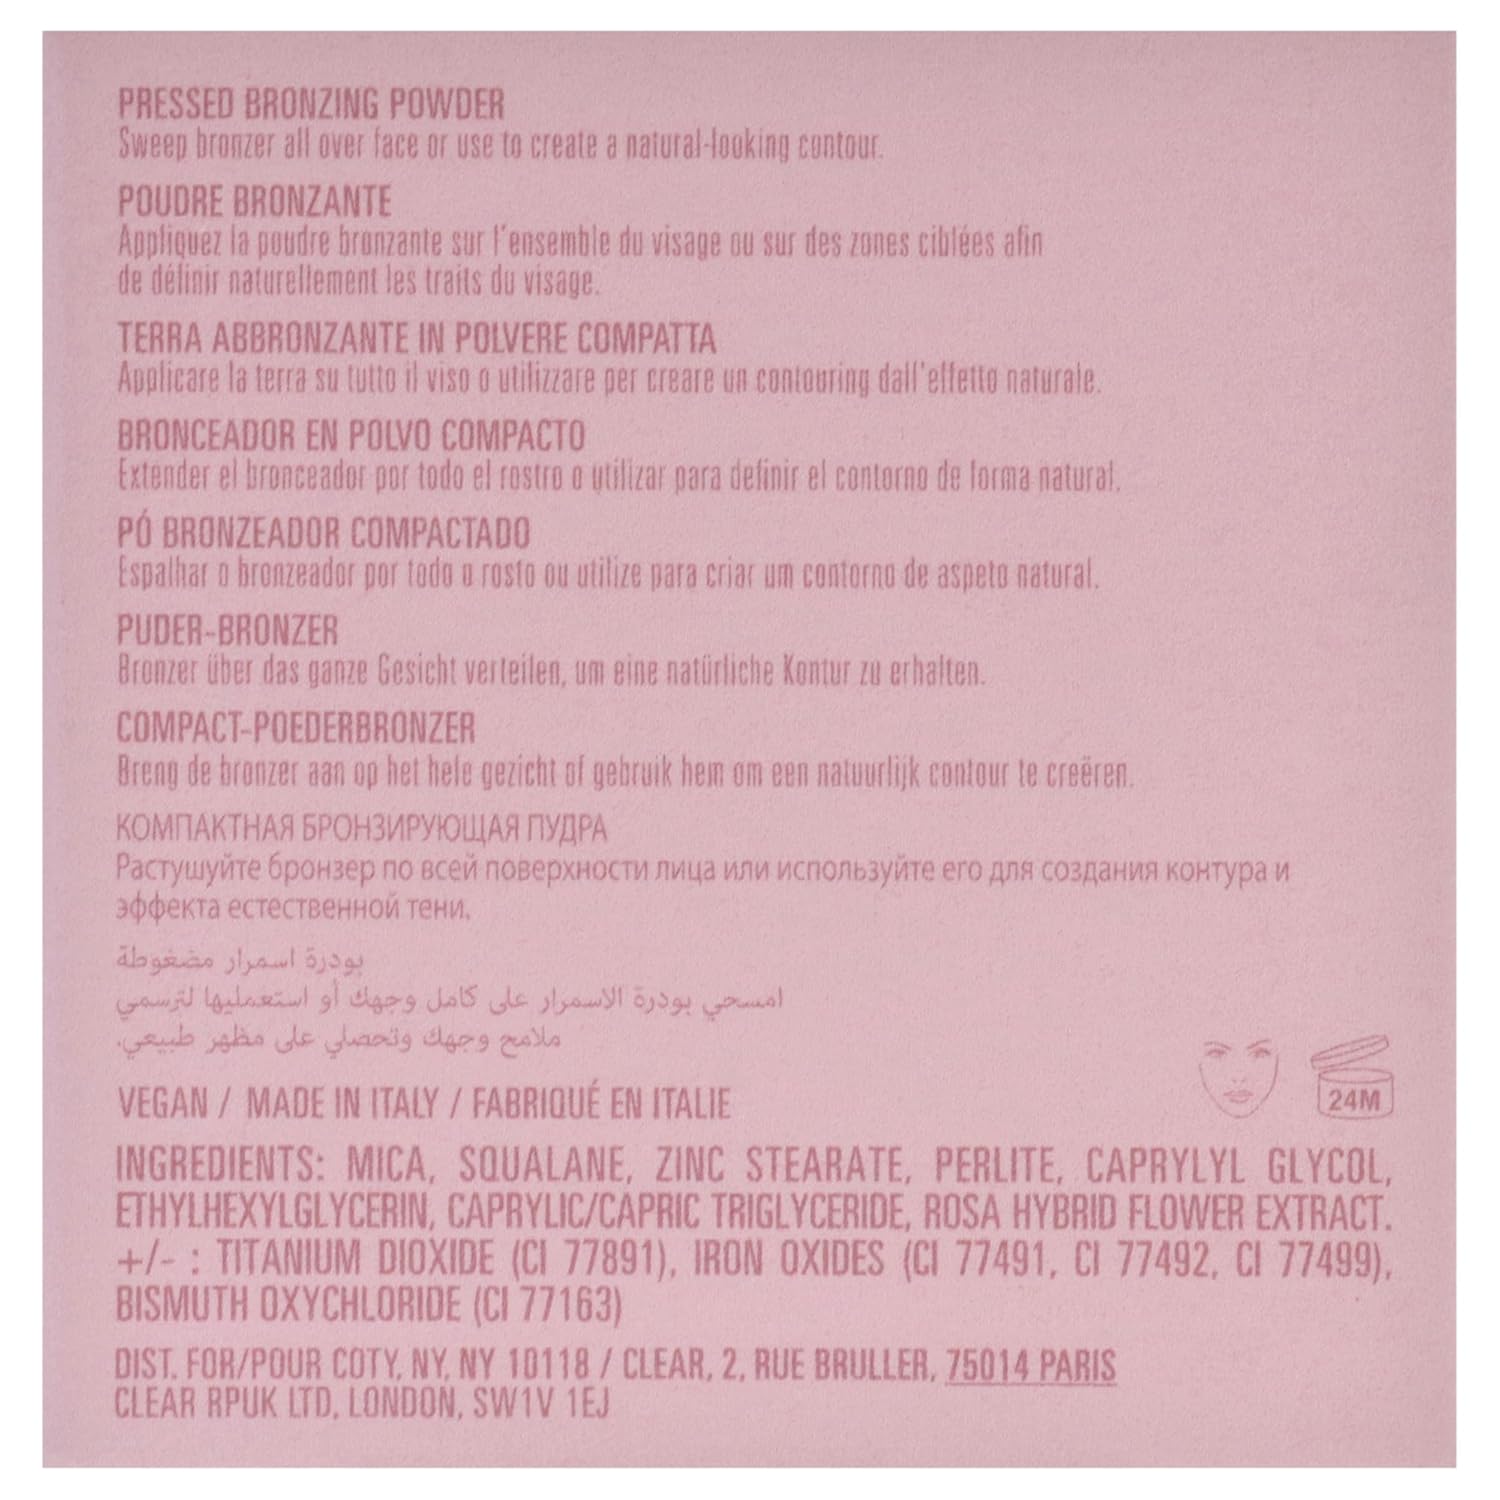 PRESSED BRONZING POWDER
Sweep bronzer all over face or use to create a natural-looking contour.
POUDRE BRONZANTE
Appliquez la poudre bronzante sur l'ensemble du visage ou sur des zones ciblées afin
de définir naturellement les traits du visage.
TERRA ABBRONZANTE IN POLVERE COMPATTA
Applicare la terra su tutto il viso o utilizzare per creare un contouring dall'effetto naturale.
BRONCEADOR EN POLVO COMPACTO
Extender el bronceador por todo el rostro o utilizar para definir el contorno de forma natural.
PÓ BRONZEADOR COMPACTADO
Espalhar o bronzeador por todo o rosto ou utilize para criar um contorno de aspeto natural.
PUDER-BRONZER
Bronzer über das ganze Gesicht verteilen, um eine natürliche Kontur zu erhalten.
COMPACT-POEDERBRONZER
Breng de bronzer aan op het hele gezicht of gebruik hem om een natuurlijk contour te creëren.
КОМПАКТНАЯ БРОНЗИРУЮЩАЯ ПУДРА
Растушуйте бронзер по всей поверхности лица или используйте его для создания контура и
эффекта естественной тени.
بودرة اسمرار مضغوطة
امسحي بودرة الاسمرار على كامل وجهك أو استعمليها لترسمي
ملامح وجهك وتحصلي على مظهر طبيعي.
VEGAN / MADE IN ITALY / FABRIQUÉ EN ITALIE
24M
INGREDIENTS: MICA, SQUALANE, ZINC STEARATE, PERLITE, CAPRYLYL GLYCOL,
ETHYLHEXYLGLYCERIN, CAPRYLIC/CAPRIC TRIGLYCERIDE, ROSA HYBRID FLOWER EXTRACT.
+/- : TITANIUM DIOXIDE (CI 77891), IRON OXIDES (CI 77491, CI 77492, CI 77499),
BISMUTH OXYCHLORIDE (CI 77163)
DIST. FOR/POUR COTY, NY, NY 10118 / CLEAR, 2, RUE BRULLER, 75014 PARIS
CLEAR RPUK LTD, LONDON, SW1V 1EJ